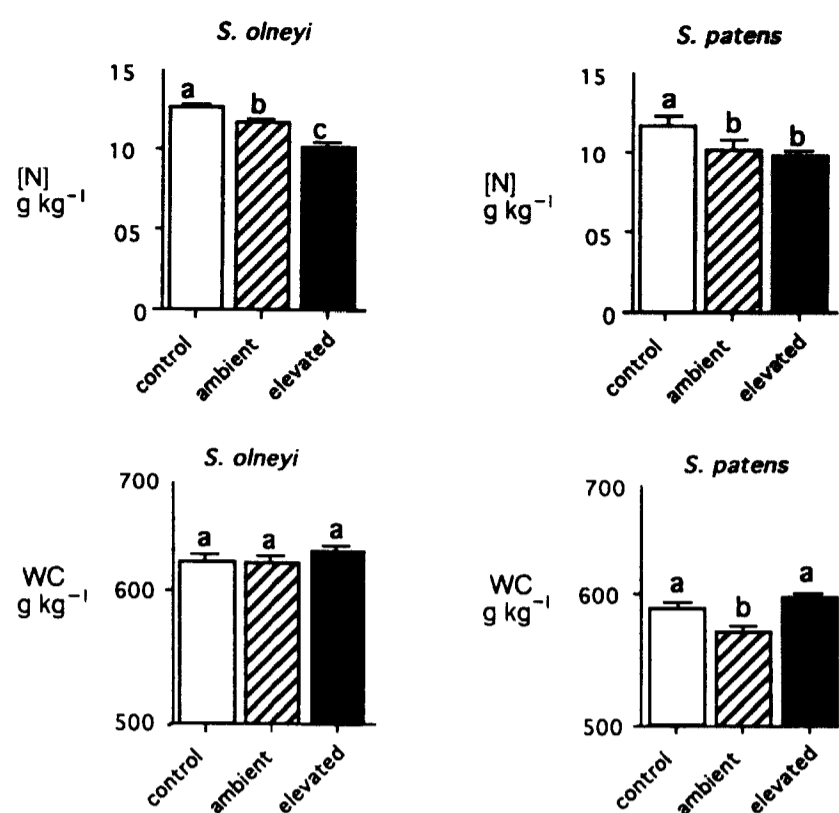 S. olneyi
15
a
b
c
10
[N]
g kg⁻¹
05
0
control
ambient
elevated
S. patens
15
a
b
b
10
[N]
g kg⁻¹
05
0
control
ambient
elevated
S. olneyi
700
a
a
a
WC
g kg⁻¹
600
500
control
ambient
elevated
S. patens
700
a
b
a
600
WC
g kg⁻¹
500
control
ambient
elevated